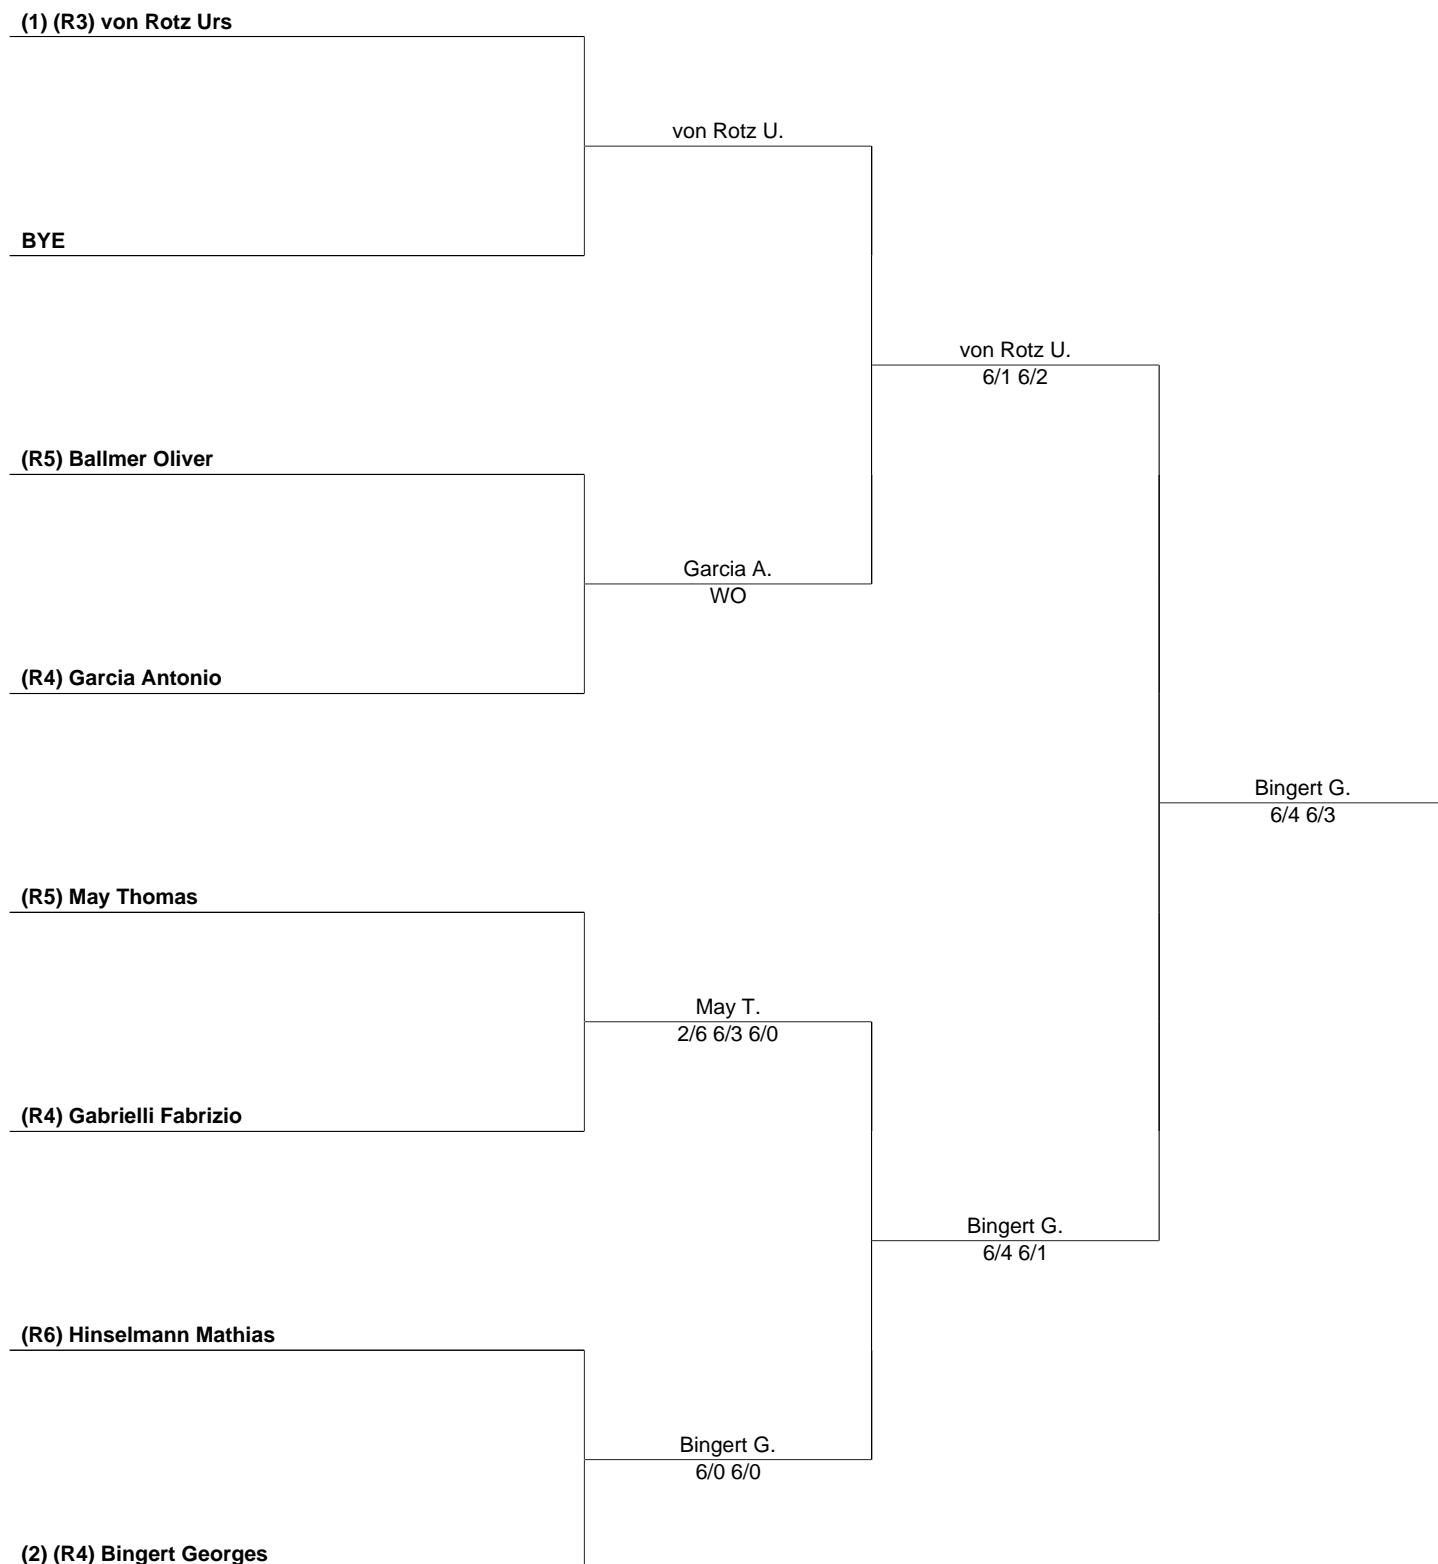 (1) (R3) von Rotz Urs
von Rotz U.
BYE
von Rotz U.
6/1 6/2
(R5) Ballmer Oliver
Garcia A.
WO
(R4) Garcia Antonio
Bingert G.
6/4 6/3
(R5) May Thomas
May T.
2/6 6/3 6/0
(R4) Gabrielli Fabrizio
Bingert G.
6/4 6/1
(R6) Hinselmann Mathias
Bingert G.
6/0 6/0
(2) (R4) Bingert Georges